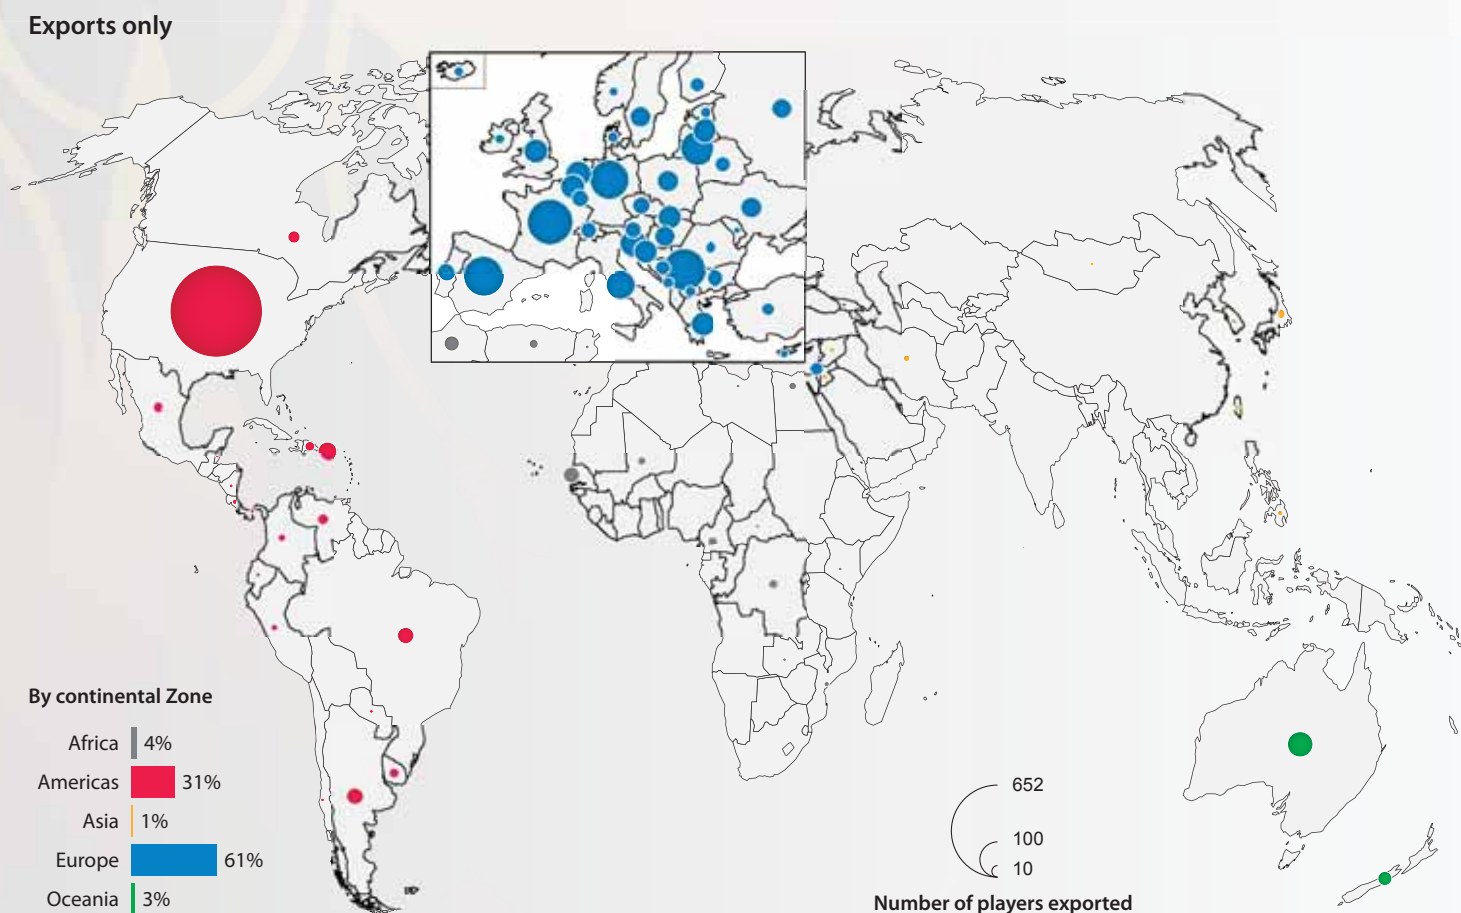 Exports only
By continental Zone
Africa 4%
Americas 31%
Asia 1%
Europe 61%
Oceania 3%
652
100
10
Number of players exported